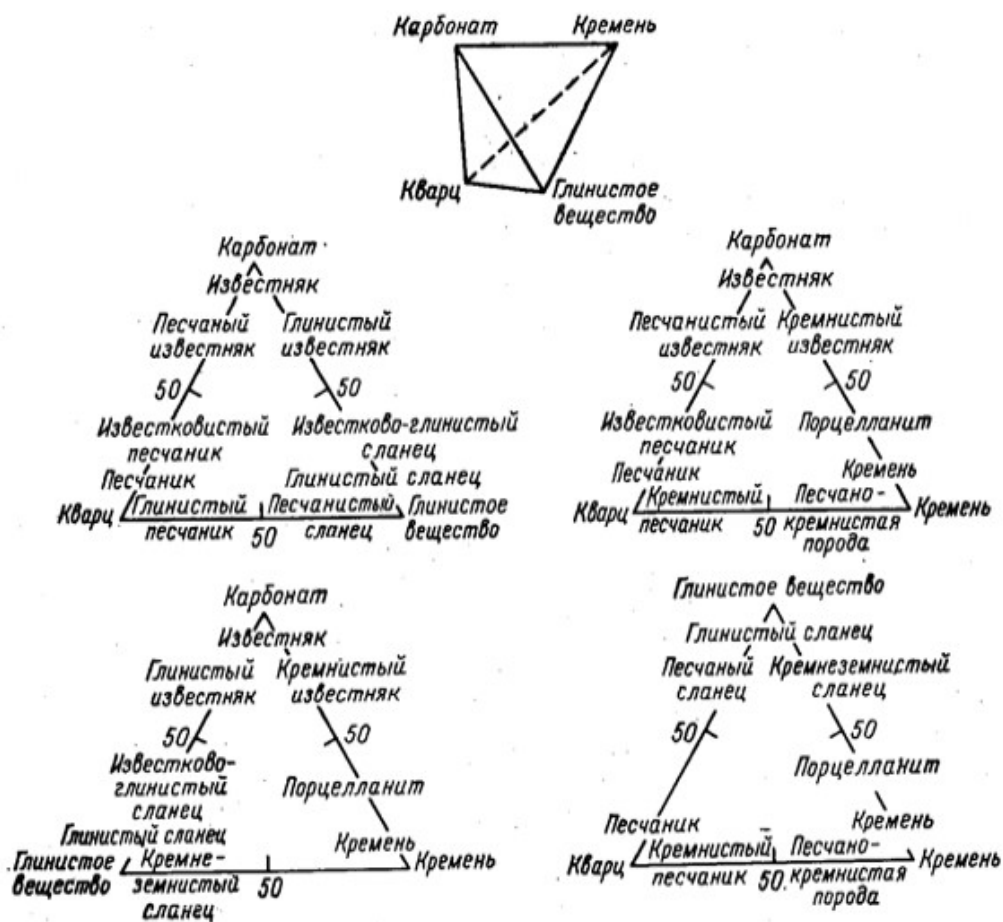 Карбонат Кремень
Кварц Глинистое
вещество
Карбонат
Известняк
Песчаный Глинистый
известняк известняк
50 50
Известковистый Известково-глинистый
песчаник сланец
Песчаник Глинистый сланец
Кварц Глинистый Песчанистый Глинистое
песчаник 50 сланец вещество
Карбонат
Известняк
Песчанистый Кремнистый
известняк известняк
50 50
Известковистый Порцелланит
песчаник
Песчаник Кремень
Кварц Кремнистый Песчано- Кремень
песчаник 50 кремнистая
порода
Карбонат
Известняк
Глинистый Кремнистый
известняк известняк
50 50
Известково-
глинистый Порцелланит
сланец
Глинистый сланец Кремень
Глинистое Кремне- Кремень
вещество земнистый 50
сланец
Глинистое вещество
Глинистый сланец
Песчаный Кремнеземнистый
сланец сланец
50 50
Порцелланит
Песчаник Кремень
Кварц Кремнистый Песчано- Кремень
песчаник 50 кремнистая
порода